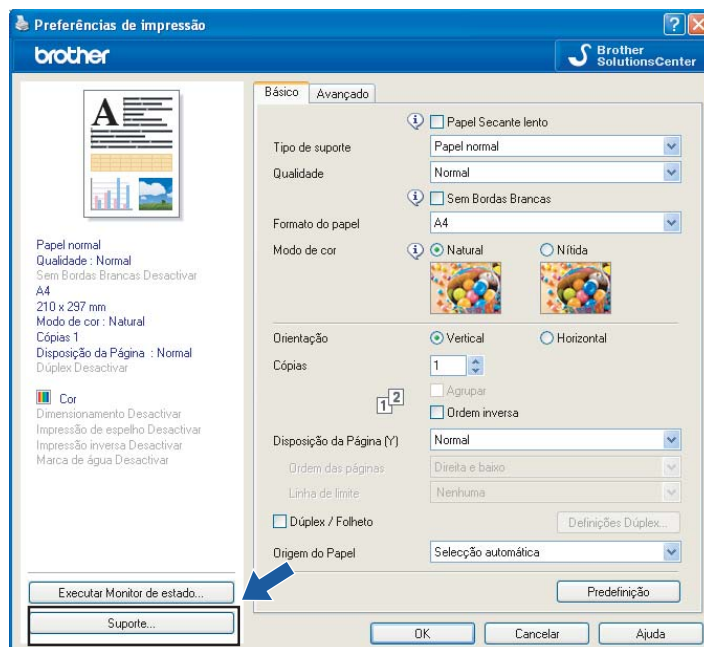 Preferências de impressão
brother
Brother
SolutionsCenter
Básico
Avançado
Papel Secante lento
Tipo de suporte
Papel normal
Qualidade
Normal
Sem Bordas Brancas
Formato do papel
A4
Modo de cor
Natural
Nítida
Orientação
Vertical
Horizontal
Cópias
1
Agrupar
1 2
Ordem inversa
Disposição da Página (Y)
Normal
Ordem das páginas
Direita e baixo
Linha de limite
Nenhuma
Dúplex / Folheto
Definições Dúplex...
Origem do Papel
Selecção automática
Predefinição
A
Papel normal
Qualidade : Normal
Sem Bordas Brancas Desactivar
A4
210 x 297 mm
Modo de cor : Natural
Cópias 1
Disposição da Página : Normal
Dúplex Desactivar
Cor
Dimensionamento Desactivar
Impressão de espelho Desactivar
Impressão inversa Desactivar
Marca de água Desactivar
Executar Monitor de estado...
Suporte...
OK
Cancelar
Ajuda